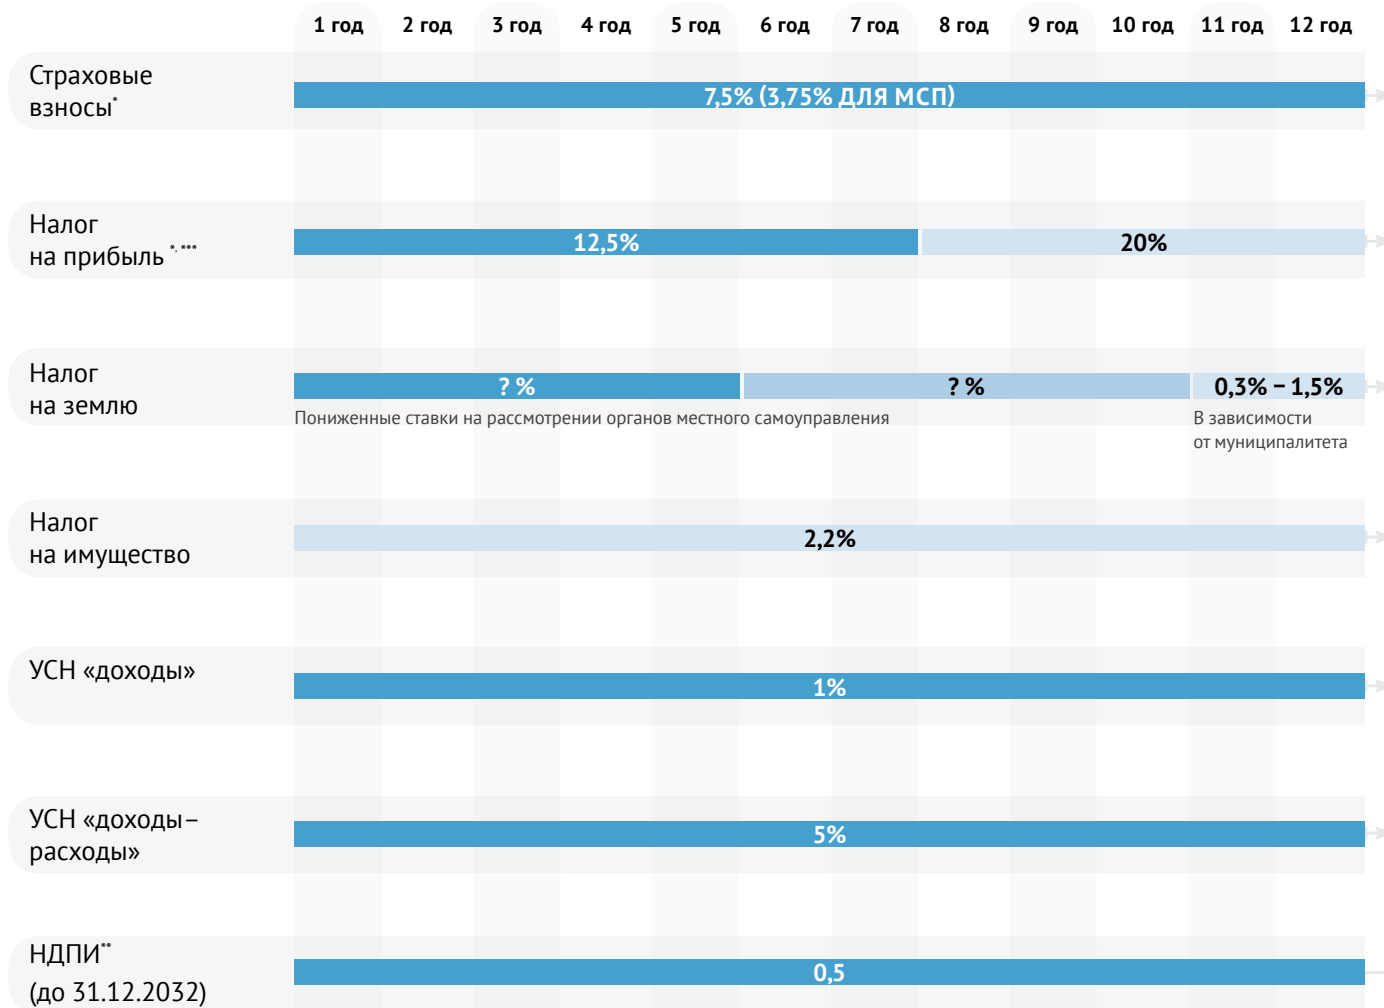 1 год 2 год 3 год 4 год 5 год 6 год 7 год 8 год 9 год 10 год 11 год 12 год
Страховые
взносы*
7,5% (3,75% ДЛЯ МСП)
Налог
на прибыль *, ***
12,5% 20%
Налог
на землю
? % ? % 0,3% – 1,5%
Пониженные ставки на рассмотрении органов местного самоуправления
В зависимости
от муниципалитета
Налог
на имущество
2,2%
УСН «доходы»
1%
УСН «доходы–
расходы»
5%
НДПИ**
(до 31.12.2032)
0,5